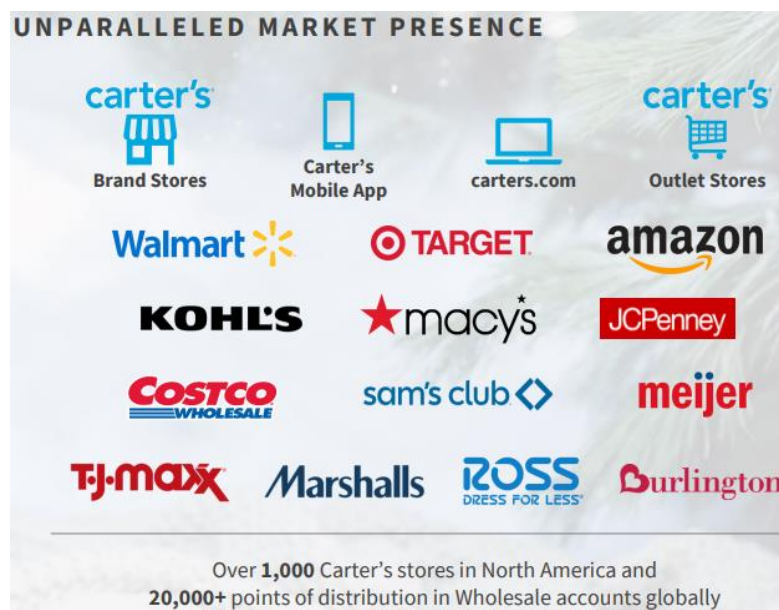 UNPARALLELED MARKET PRESENCE
carter's
carter's
Brand Stores
Carter's
Mobile App
carters.com
Outlet Stores
Walmart
TARGET
amazon
KOHL'S
macy's
JCPenney
COSTCO
WHOLESALE
sam's club
meijer
T·J·maxx
Marshalls
ROSS
DRESS FOR LESS
Burlington
Over 1,000 Carter's stores in North America and
20,000+ points of distribution in Wholesale accounts globally